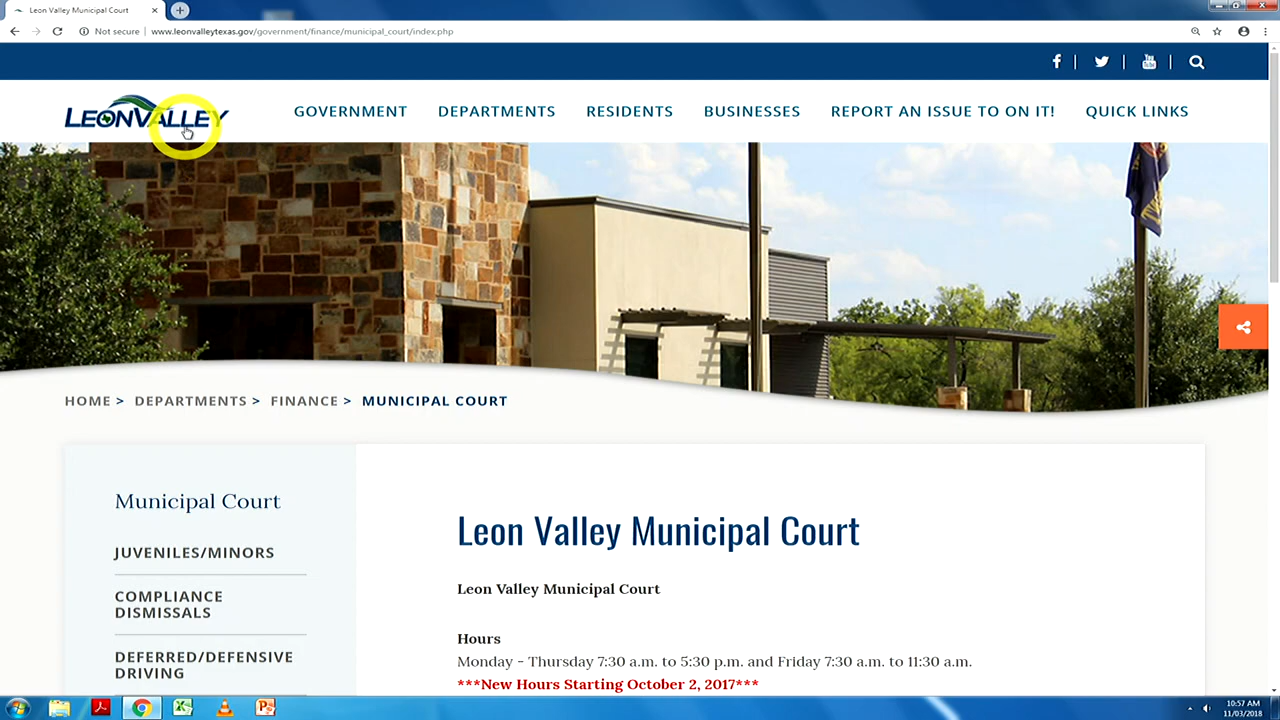 Leon Valley Municipal Court
Not secure | www.leonvalleytexas.gov/government/finance/municipal_court/index.php
LEONVALLEY
GOVERNMENT DEPARTMENTS RESIDENTS BUSINESSES REPORT AN ISSUE TO ON IT! QUICK LINKS
HOME > DEPARTMENTS > FINANCE > MUNICIPAL COURT
Municipal Court
JUVENILES/MINORS
COMPLIANCE
DISMISSALS
DEFERRED/DEFENSIVE
DRIVING
Leon Valley Municipal Court
Leon Valley Municipal Court
Hours
Monday - Thursday 7:30 a.m. to 5:30 p.m. and Friday 7:30 a.m. to 11:30 a.m.
***New Hours Starting October 2, 2017***
10:57 AM
11/03/2018